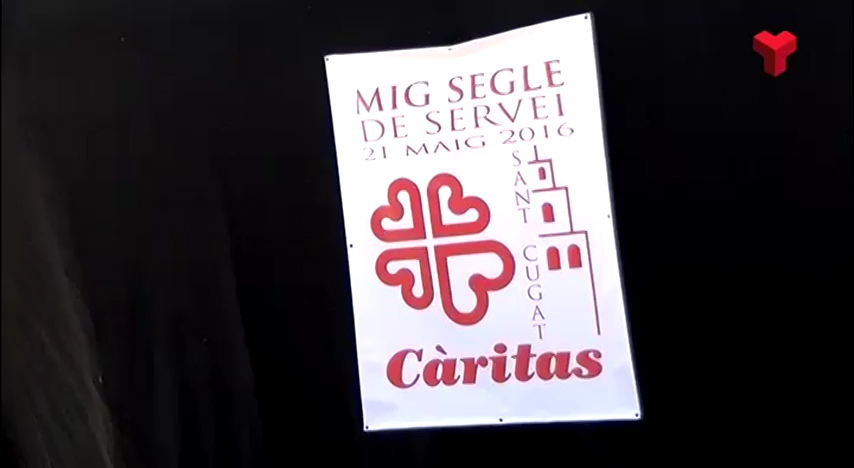 MIG SEGLE
DE SERVEI
21 MAIG 2016
SANT CUGAT
Càritas